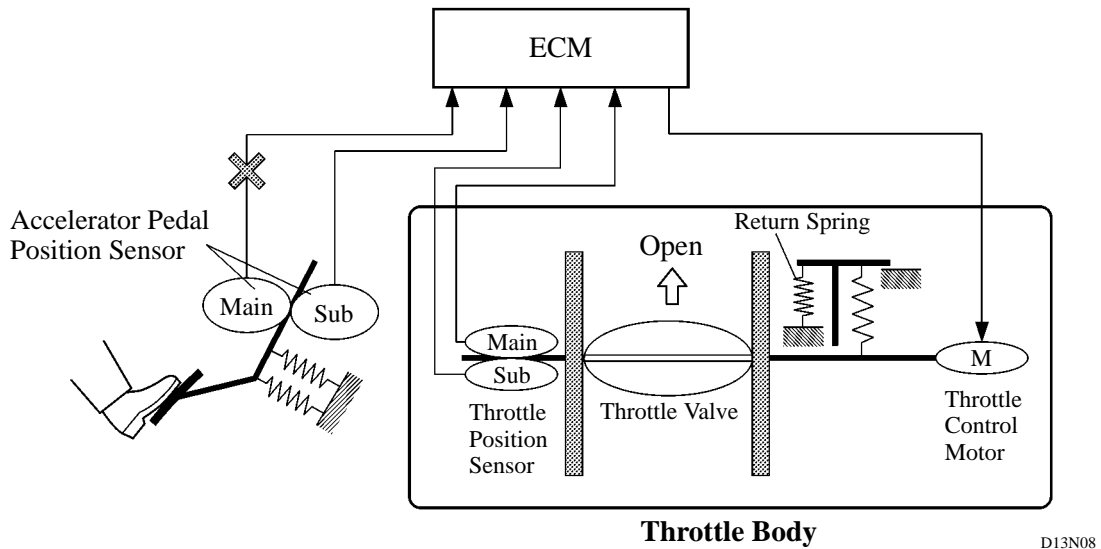 ECM
Accelerator Pedal
Position Sensor
Main
Sub
Open
Return Spring
Main
Sub
M
Throttle
Position
Sensor
Throttle Valve
Throttle
Control
Motor
Throttle Body
D13N08